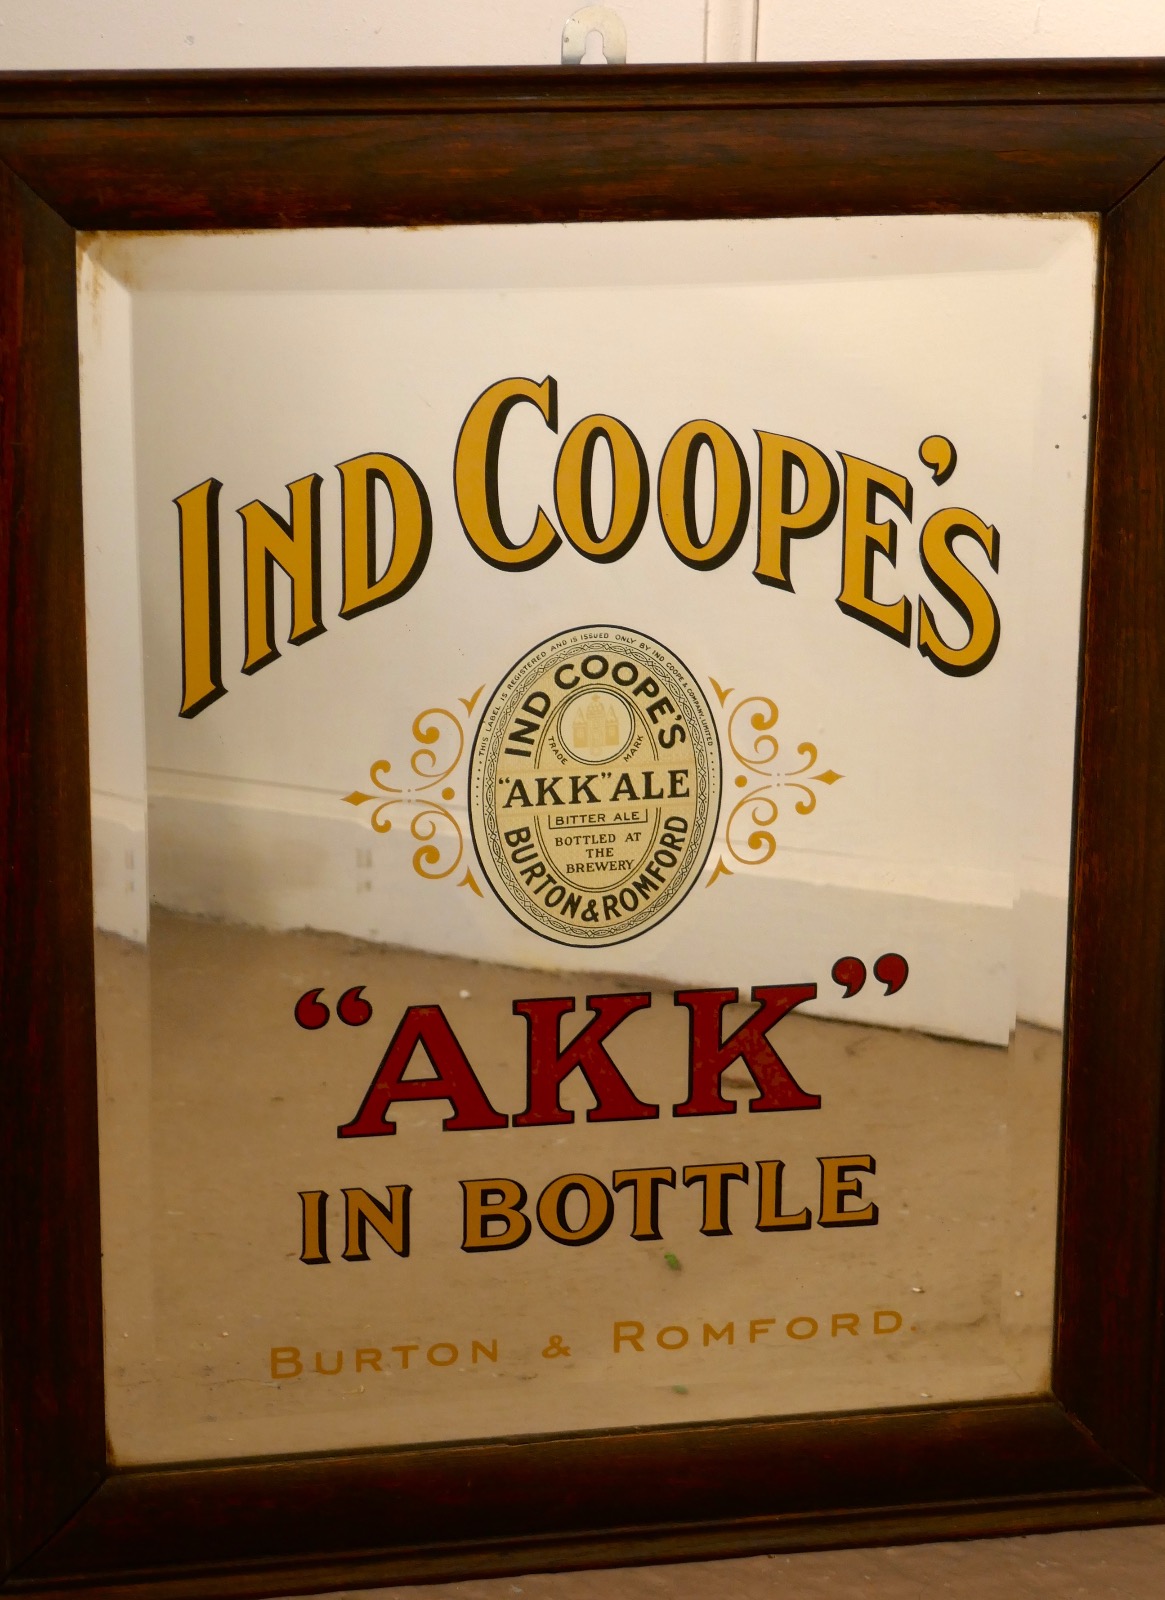 IND COOPE'S
THIS LABEL IS REGISTERED AND IS ISSUED ONLY BY IND COOPE & COMPANY, LIMITED
IND COOPE'S
TRADE MARK
"AKK" ALE
BITTER ALE
BOTTLED AT
THE
BREWERY
BURTON & ROMFORD
"AKK"
IN BOTTLE
BURTON & ROMFORD.